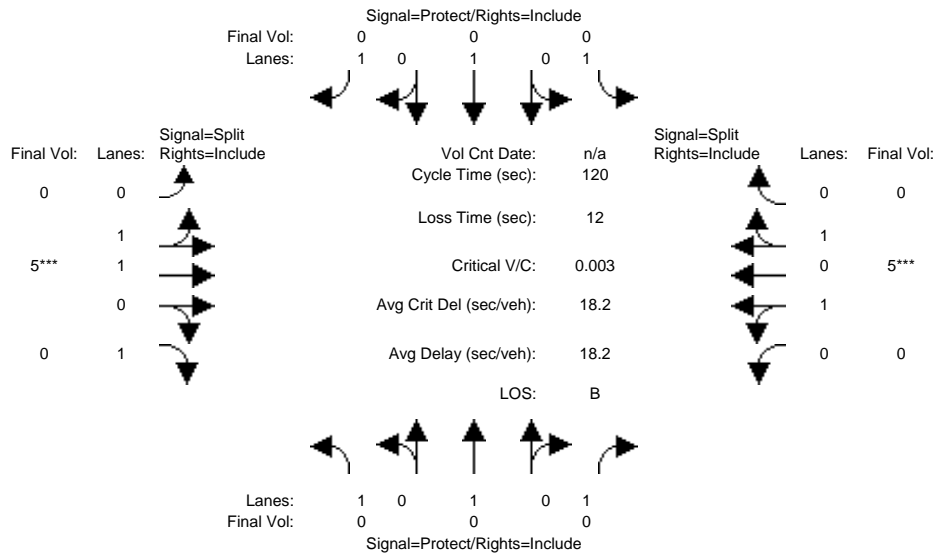 Signal=Protect/Rights=Include
Final Vol: 0 0 0
Lanes: 1 0 1 0 1
Signal=Split
Final Vol: Lanes: Rights=Include
Vol Cnt Date: n/a
Signal=Split
Rights=Include Lanes: Final Vol:
Cycle Time (sec): 120
0 0
0 0
Loss Time (sec): 12
1
1
5*** 1
Critical V/C: 0.003
0 5***
0
Avg Crit Del (sec/veh): 18.2
1
0 1
Avg Delay (sec/veh): 18.2
0 0
LOS: B
Lanes: 1 0 1 0 1
Final Vol: 0 0 0
Signal=Protect/Rights=Include